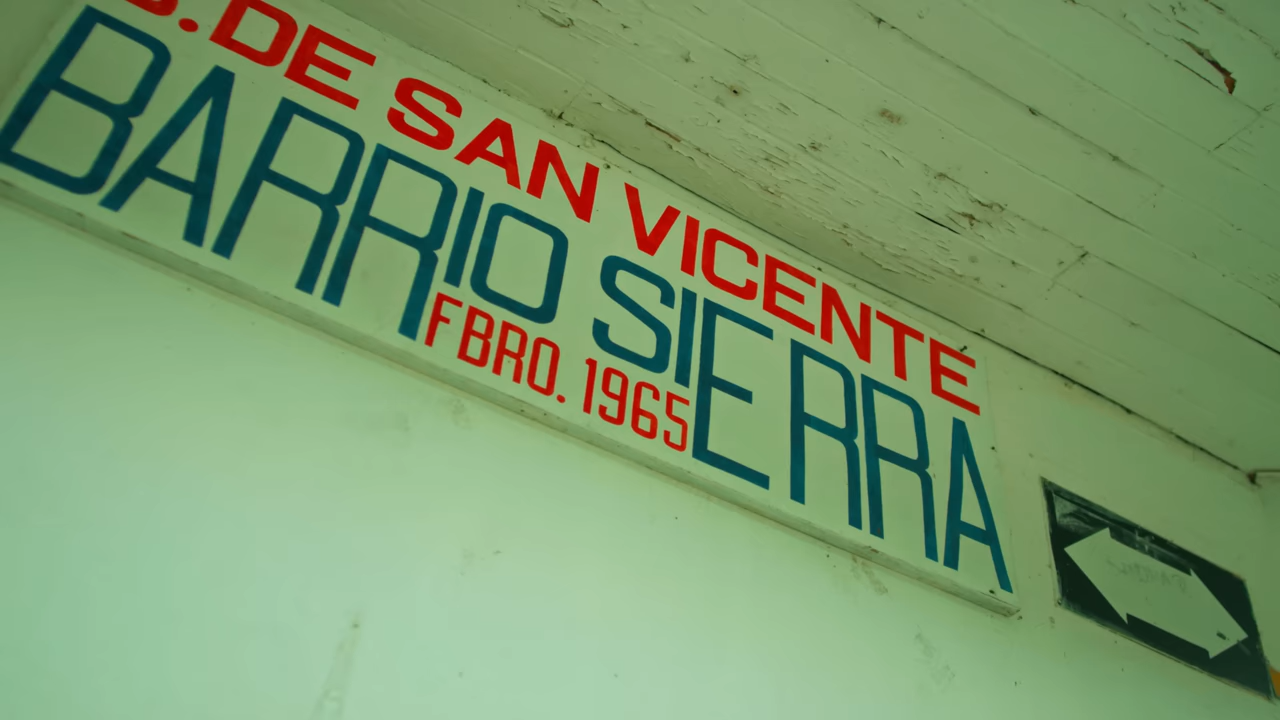 . DE SAN VICENTE
BARRIO SIERRA
FBRO. 1965